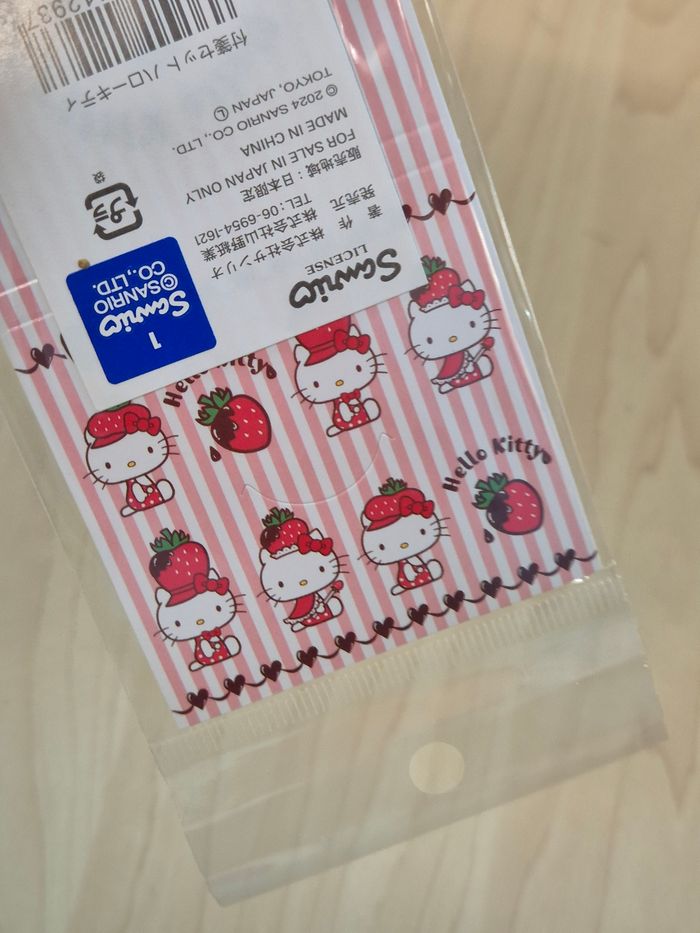 Sanrio
LICENSE
著作 株式会社サンリオ
発売元 株式会社山野紙業
TEL:06-6954-1621
販売地域:日本限定
FOR SALE IN JAPAN ONLY
MADE IN CHINA
© 2024 SANRIO CO., LTD.
TOKYO, JAPAN Ⓛ
付箋セット ハローキティ
1
Sanrio
©SANRIO
CO.,LTD.
プラ
袋
Hello Kitty
Hello Kitty